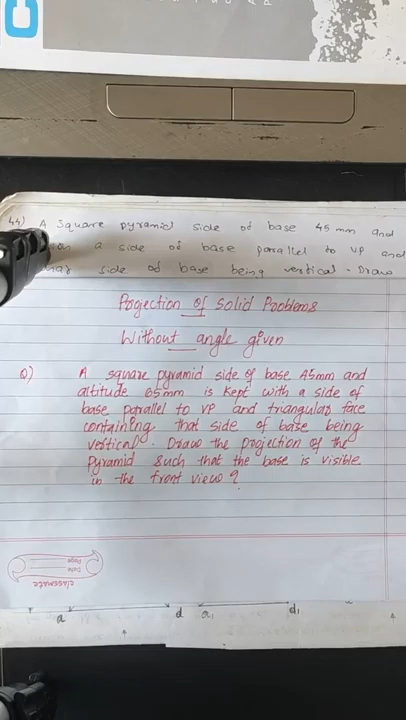 44) A Square pyramid side of base 45 mm and
a side of base parallel to VP and
side of base being vertical. Draw
Projection of Solid Problems
Without angle given
Q) A square pyramid side of base 45mm and
altitude 65mm is kept with a side of
base parallel to VP and triangular face
containing that side of base being
vertical. Draw the projection of the
Pyramid such that the base is visible
in the front view?
classmate
Date
Page
a d a1 d1